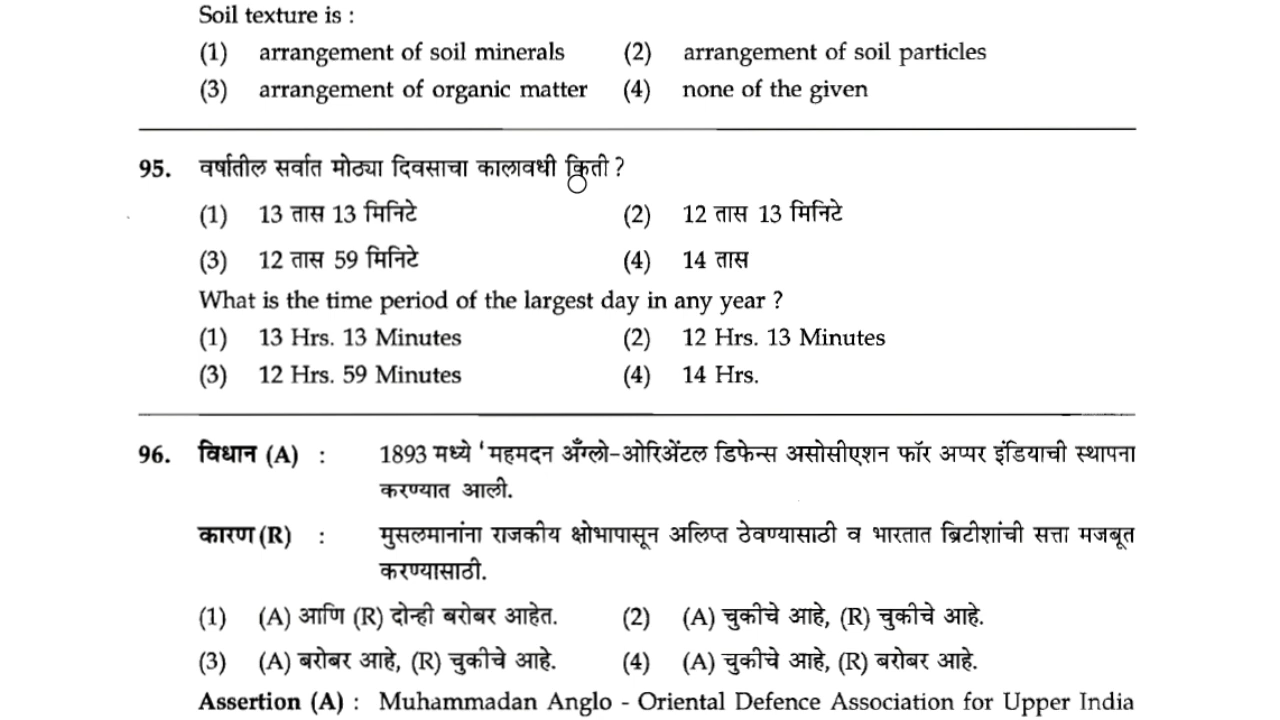 Soil texture is :
(1) arrangement of soil minerals (2) arrangement of soil particles
(3) arrangement of organic matter (4) none of the given
95. वर्षातील सर्वात मोठ्या दिवसाचा कालावधी किती ?
(1) 13 तास 13 मिनिटे (2) 12 तास 13 मिनिटे
(3) 12 तास 59 मिनिटे (4) 14 तास
What is the time period of the largest day in any year ?
(1) 13 Hrs. 13 Minutes (2) 12 Hrs. 13 Minutes
(3) 12 Hrs. 59 Minutes (4) 14 Hrs.
96. विधान (A) : 1893 मध्ये ‘महमदन अँग्लो-ओरिअेंटल डिफेन्स असोसीएशन फॉर अप्पर इंडियाची स्थापना
करण्यात आली.
कारण (R) : मुसलमानांना राजकीय क्षोभापासून अलिप्त ठेवण्यासाठी व भारतात ब्रिटीशांची सत्ता मजबूत
करण्यासाठी.
(1) (A) आणि (R) दोन्ही बरोबर आहेत. (2) (A) चुकीचे आहे, (R) चुकीचे आहे.
(3) (A) बरोबर आहे, (R) चुकीचे आहे. (4) (A) चुकीचे आहे, (R) बरोबर आहे.
Assertion (A) : Muhammadan Anglo - Oriental Defence Association for Upper India